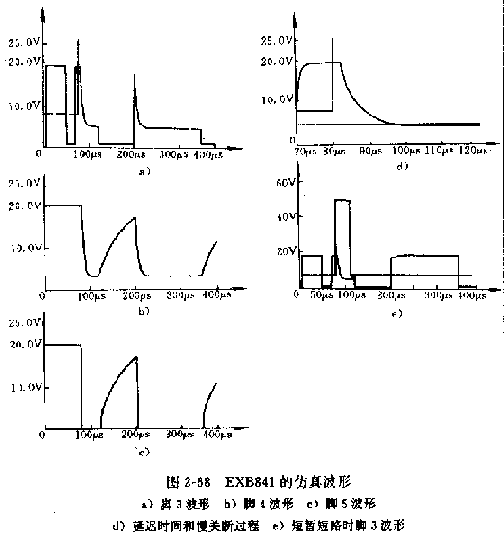 25.0V
20.0V
10.0V
0 100μs 200μs 300μs 400μs
a)
25.0V
20.0V
10.0V
0
70μs 80μs 90μs 100μs 110μs 120μs
d)
25.0V
20.0V
10.0V
0 100μs 200μs 400μs
b)
60V
40V
20V
0 50μs 100μs 200μs 300μs 400μs
e)
25.0V
20.0V
10.0V
0 100μs 200μs 300μs 400μs
c)
图 2-58 EXB841的仿真波形
a) 脚3波形 b) 脚4波形 c) 脚5波形
d) 延迟时间和慢关断过程 e) 短暂短路时脚3波形